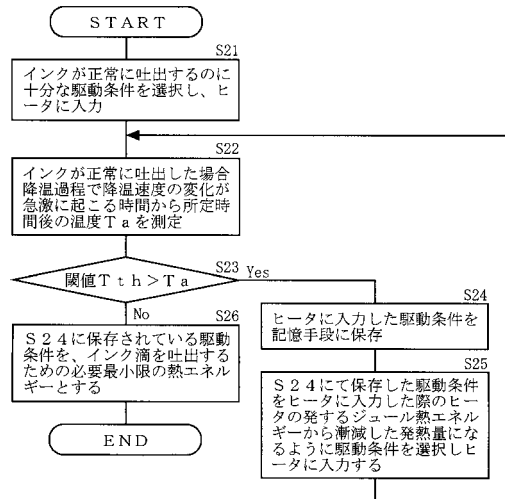 START
S21
インクが正常に吐出するのに
十分な駆動条件を選択し、ヒ
ータに入力
S22
インクが正常に吐出した場合
降温過程で降温速度の変化が
急激に起こる時間から所定時
間後の温度Taを測定
S23
閾値Tth>Ta
Yes
No
S24
ヒータに入力した駆動条件を
記憶手段に保存
S25
S24にて保存した駆動条件
をヒータに入力した際のヒー
タの発するジュール熱エネル
ギーから漸減した発熱量にな
るように駆動条件を選択しヒ
ータに入力する
S26
S24に保存されている駆動
条件を、インク滴を吐出する
ための必要最小限の熱エネル
ギーとする
END